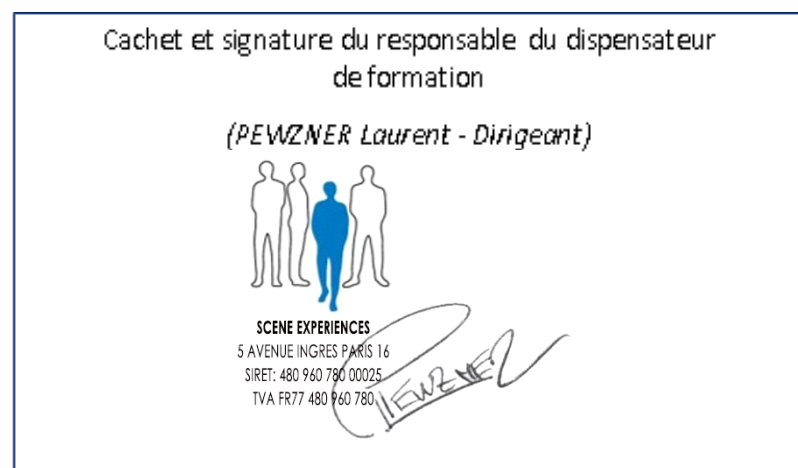 Cachet et signature du responsable du dispensateur
de formation
(PEWZNER Laurent - Dirigeant)
SCENE EXPERIENCES
5 AVENUE INGRES PARIS 16
SIRET: 480 960 780 00025
TVA FR77 480 960 780
PEWZNER